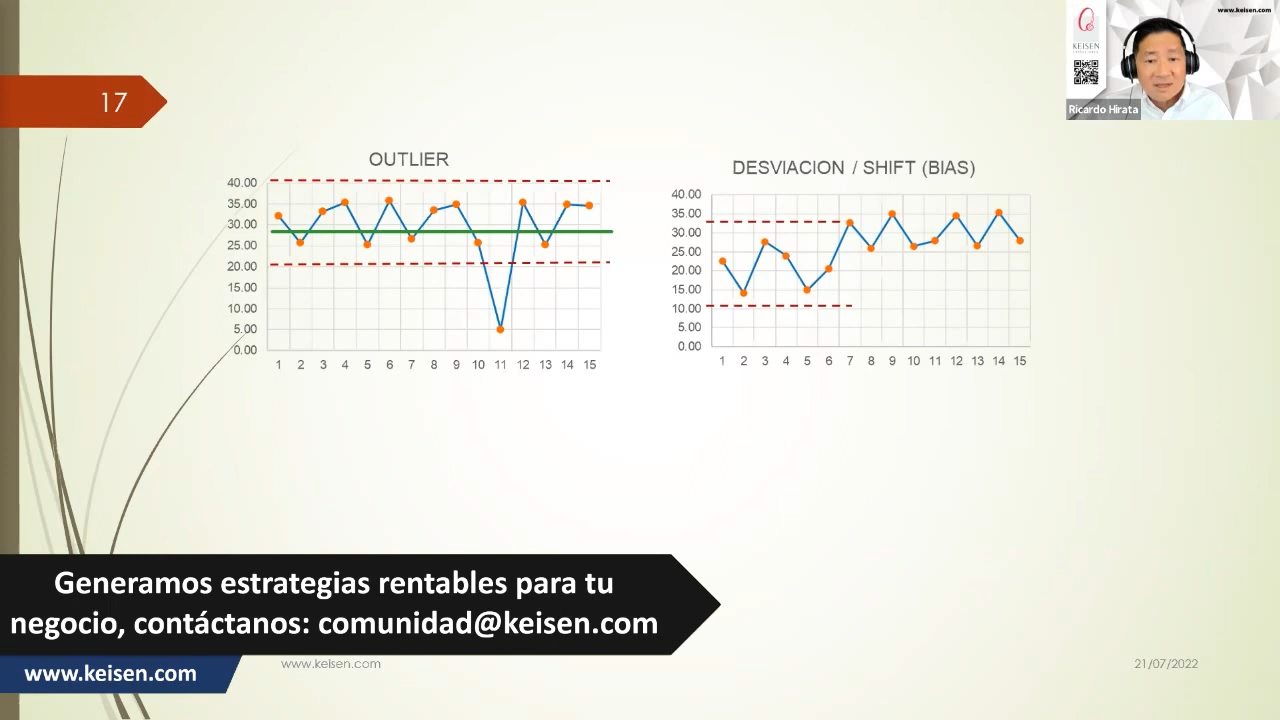 www.keisen.com
KEISEN
Ricardo Hirata
17
OUTLIER
40.00
35.00
30.00
25.00
20.00
15.00
10.00
5.00
0.00
1 2 3 4 5 6 7 8 9 10 11 12 13 14 15
DESVIACION / SHIFT (BIAS)
40.00
35.00
30.00
25.00
20.00
15.00
10.00
5.00
0.00
1 2 3 4 5 6 7 8 9 10 11 12 13 14 15
Generamos estrategias rentables para tu
negocio, contáctanos: comunidad@keisen.com
www.keisen.com
www.keisen.com
21/07/2022